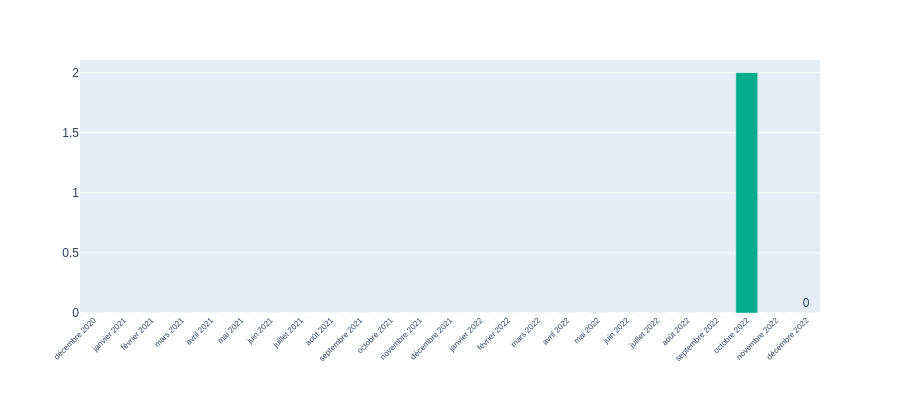 2
1.5
1
0.5
0
0
décembre 2020
janvier 2021
février 2021
mars 2021
avril 2021
mai 2021
juin 2021
juillet 2021
août 2021
septembre 2021
octobre 2021
novembre 2021
décembre 2021
janvier 2022
février 2022
mars 2022
avril 2022
mai 2022
juin 2022
juillet 2022
août 2022
septembre 2022
octobre 2022
novembre 2022
décembre 2022